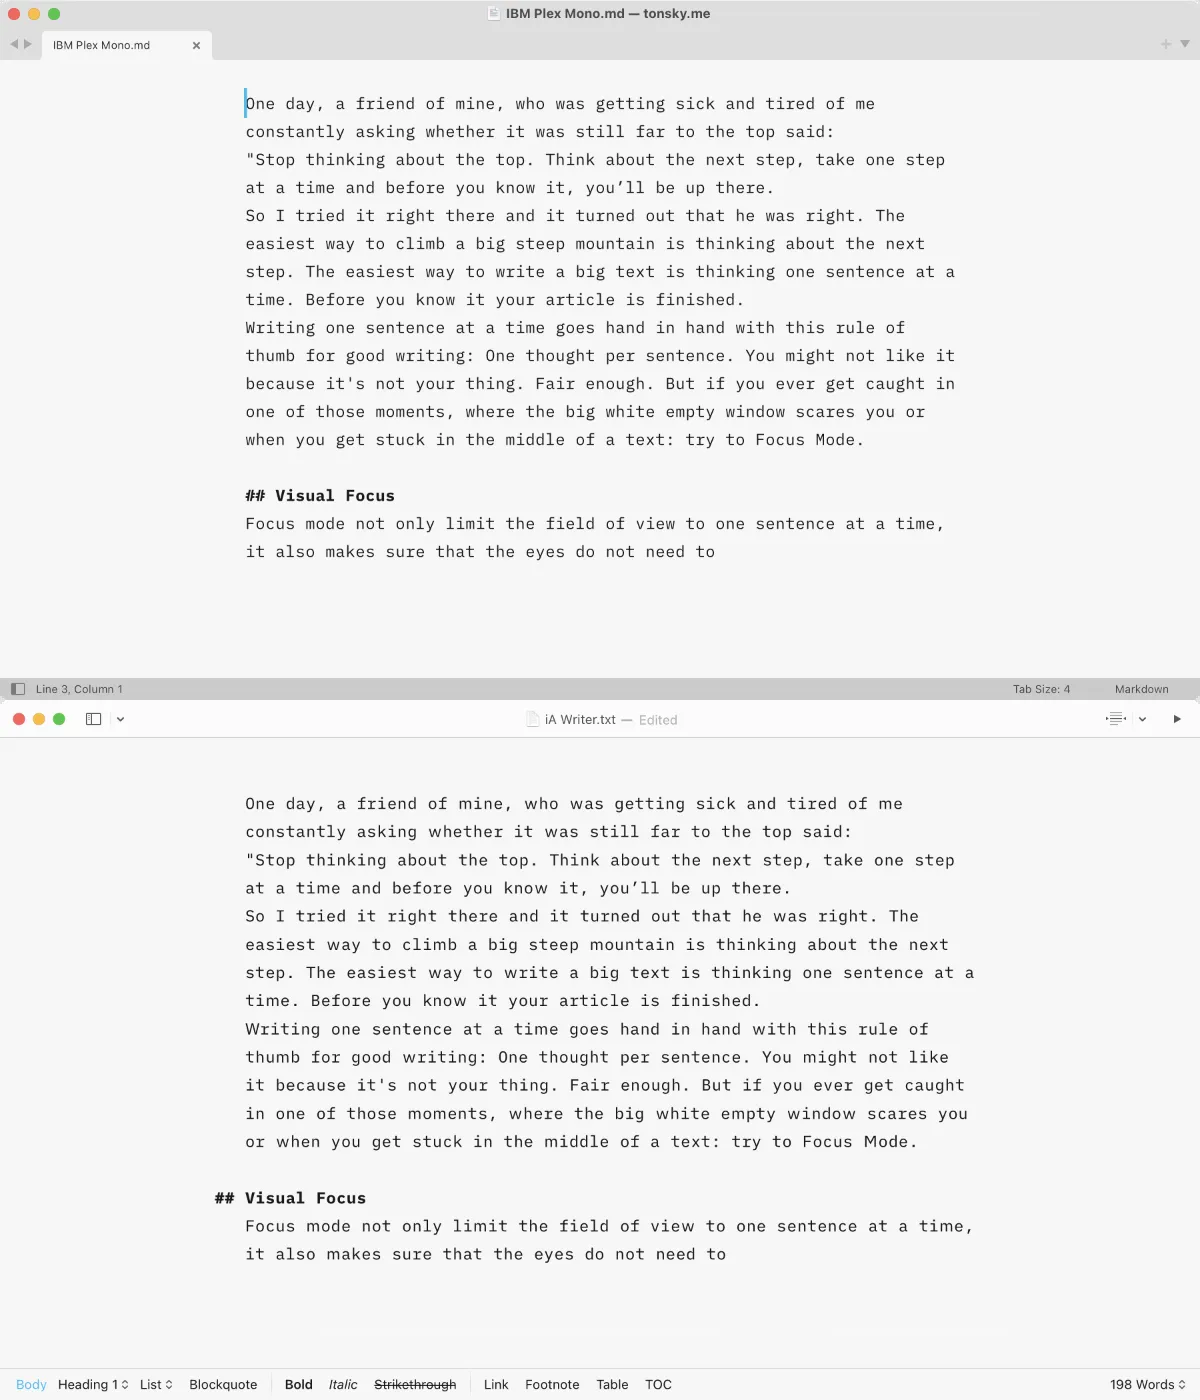 IBM Plex Mono.md — tonsky.me
IBM Plex Mono.md
One day, a friend of mine, who was getting sick and tired of me
constantly asking whether it was still far to the top said:
"Stop thinking about the top. Think about the next step, take one step
at a time and before you know it, you’ll be up there.
So I tried it right there and it turned out that he was right. The
easiest way to climb a big steep mountain is thinking about the next
step. The easiest way to write a big text is thinking one sentence at a
time. Before you know it your article is finished.
Writing one sentence at a time goes hand in hand with this rule of
thumb for good writing: One thought per sentence. You might not like it
because it's not your thing. Fair enough. But if you ever get caught in
one of those moments, where the big white empty window scares you or
when you get stuck in the middle of a text: try to Focus Mode.
## Visual Focus
Focus mode not only limit the field of view to one sentence at a time,
it also makes sure that the eyes do not need to
Line 3, Column 1 Tab Size: 4 Markdown
iA Writer.txt — Edited
One day, a friend of mine, who was getting sick and tired of me
constantly asking whether it was still far to the top said:
"Stop thinking about the top. Think about the next step, take one step
at a time and before you know it, you’ll be up there.
So I tried it right there and it turned out that he was right. The
easiest way to climb a big steep mountain is thinking about the next
step. The easiest way to write a big text is thinking one sentence at a
time. Before you know it your article is finished.
Writing one sentence at a time goes hand in hand with this rule of
thumb for good writing: One thought per sentence. You might not like
it because it's not your thing. Fair enough. But if you ever get caught
in one of those moments, where the big white empty window scares you
or when you get stuck in the middle of a text: try to Focus Mode.
## Visual Focus
Focus mode not only limit the field of view to one sentence at a time,
it also makes sure that the eyes do not need to
Body Heading 1 List Blockquote Bold Italic Strikethrough Link Footnote Table TOC 198 Words